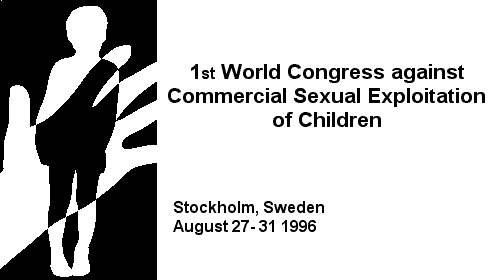 1st World Congress against
Commercial Sexual Exploitation
of Children
Stockholm, Sweden
August 27- 31 1996